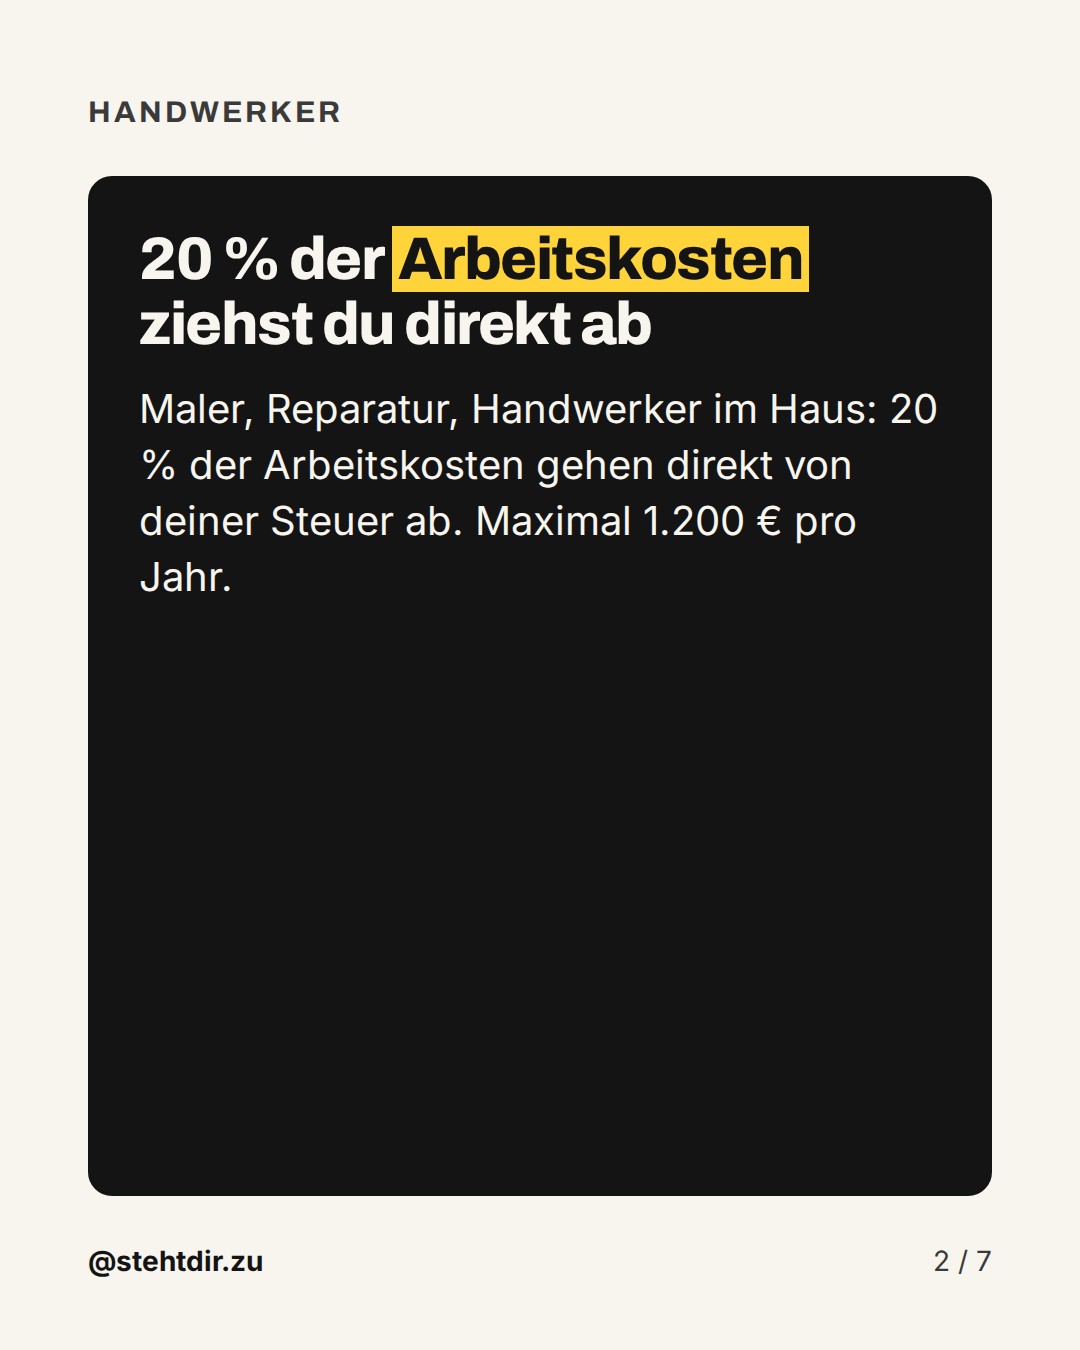 HANDWERKER
20 % der Arbeitskosten
ziehst du direkt ab
Maler, Reparatur, Handwerker im Haus: 20
% der Arbeitskosten gehen direkt von
deiner Steuer ab. Maximal 1.200 € pro
Jahr.
@stehtdir.zu
2 / 7